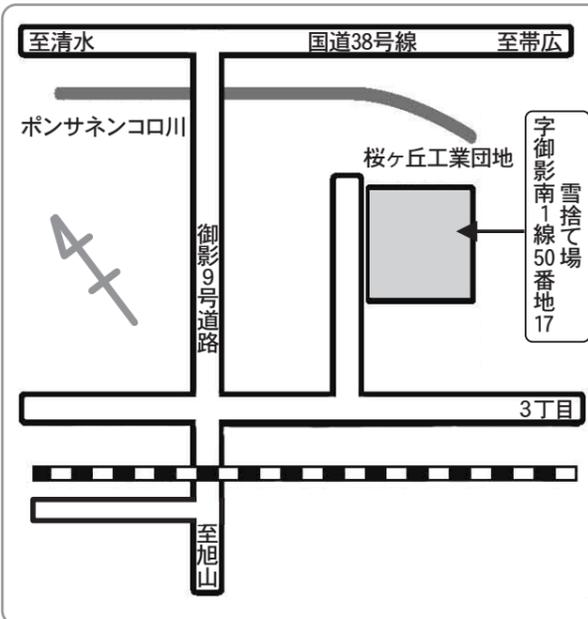 至清水
国道38号線
至帯広
ポンサネンコロ川
桜ヶ丘工業団地
雪捨て場
字御影南1線50番地17
御影9号道路
3丁目
至旭山